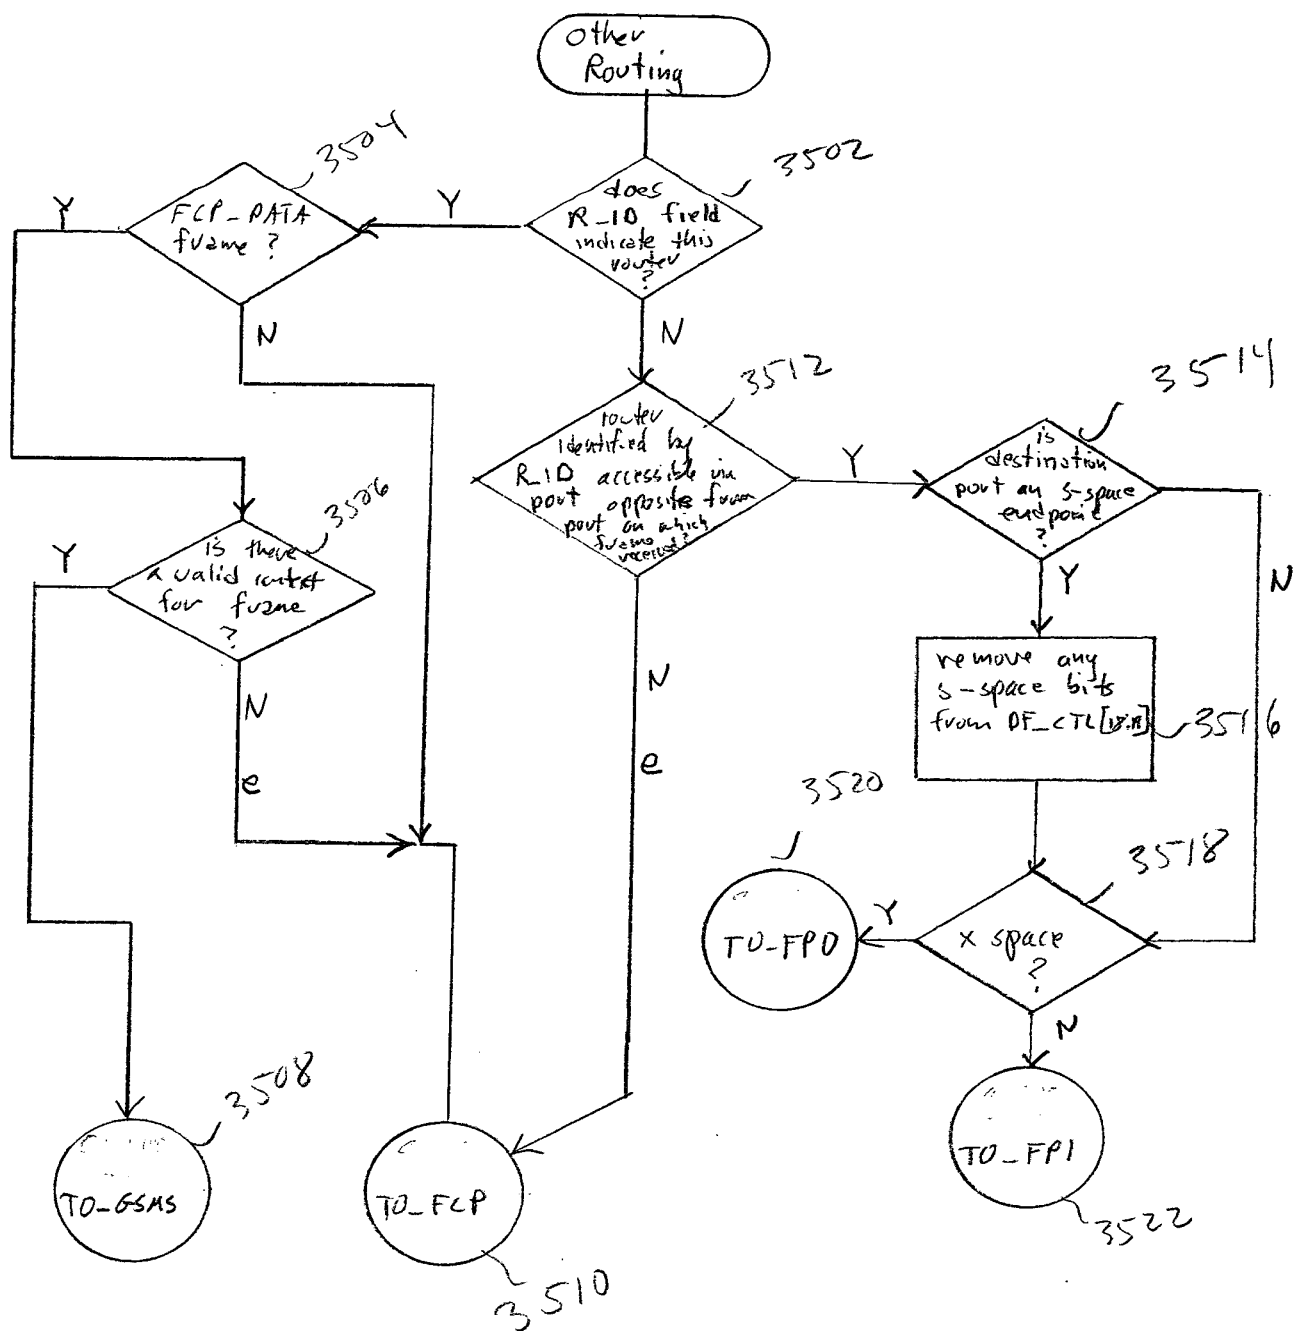 Other
Routing
3504
3502
does
R_ID field
indicate this
router
?
Y
Y
FCP_DATA
frame ?
N
N
3512
3514
router
identified by
R_ID accessible via
port opposite from
port on which
frame
received?
Y
is
destination
port an s-space
endpoint
?
N
3506
is there
a valid context
for frame
?
Y
Y
remove any
s-space bits
from DF_CTL
3516
N
e
N
e
3520
3518
x space
?
Y
TO_FP0
N
3508
TO_GSMS
TO_FCP
TO_FP1
3522
3510